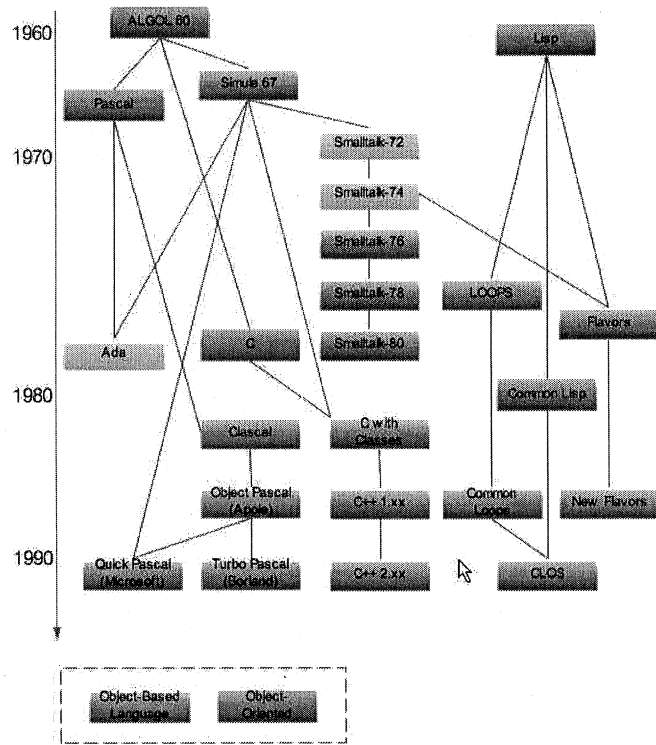 1960
ALGOL 60
Lisp
Simula 67
Pascal
Smalltalk-72
1970
Smalltalk-74
Smalltalk-76
LOOPS
Smalltalk-78
Flavors
Ada
C
Smalltalk-80
1980
Common Lisp
Clascal
C with
Classes
Object Pascal
(Apple)
C++ 1.xx
Common
Loops
New Flavors
1990
Quick Pascal
(Microsoft)
Turbo Pascal
(Borland)
C++ 2.xx
CLOS
Object-Based
Language
Object-
Oriented